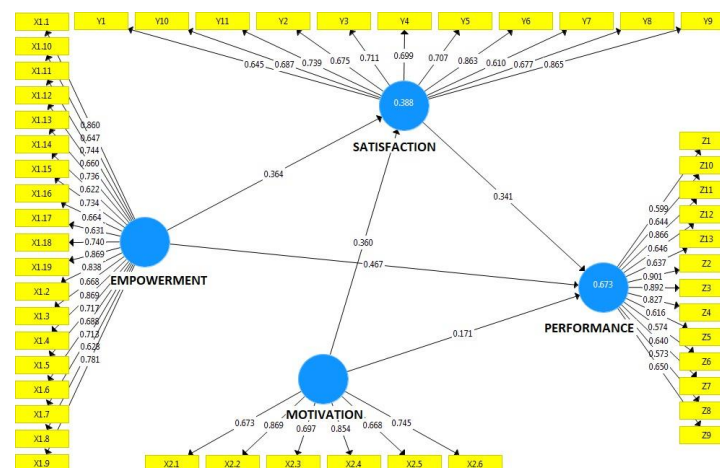 X1.1
X1.10
X1.11
X1.12
X1.13
X1.14
X1.15
X1.16
X1.17
X1.18
X1.19
X1.2
X1.3
X1.4
X1.5
X1.6
X1.7
X1.8
X1.9
0.860
0.647
0.744
0.660
0.736
0.622
0.734
0.664
0.631
0.740
0.869
0.838
0.668
0.869
0.717
0.688
0.713
0.628
0.781
EMPOWERMENT
Y1 Y10 Y11 Y2 Y3 Y4 Y5 Y6 Y7 Y8 Y9
0.645 0.687 0.739 0.675 0.711 0.699 0.707 0.863 0.610 0.677 0.865
0.388
SATISFACTION
0.364
0.341
0.360
0.467
0.171
Z1
Z10
Z11
Z12
Z13
Z2
Z3
Z4
Z5
Z6
Z7
Z8
Z9
0.599
0.644
0.866
0.646
0.637
0.901
0.892
0.827
0.616
0.574
0.640
0.573
0.650
0.673
PERFORMANCE
MOTIVATION
0.673 0.869 0.697 0.854 0.668 0.745
X2.1 X2.2 X2.3 X2.4 X2.5 X2.6